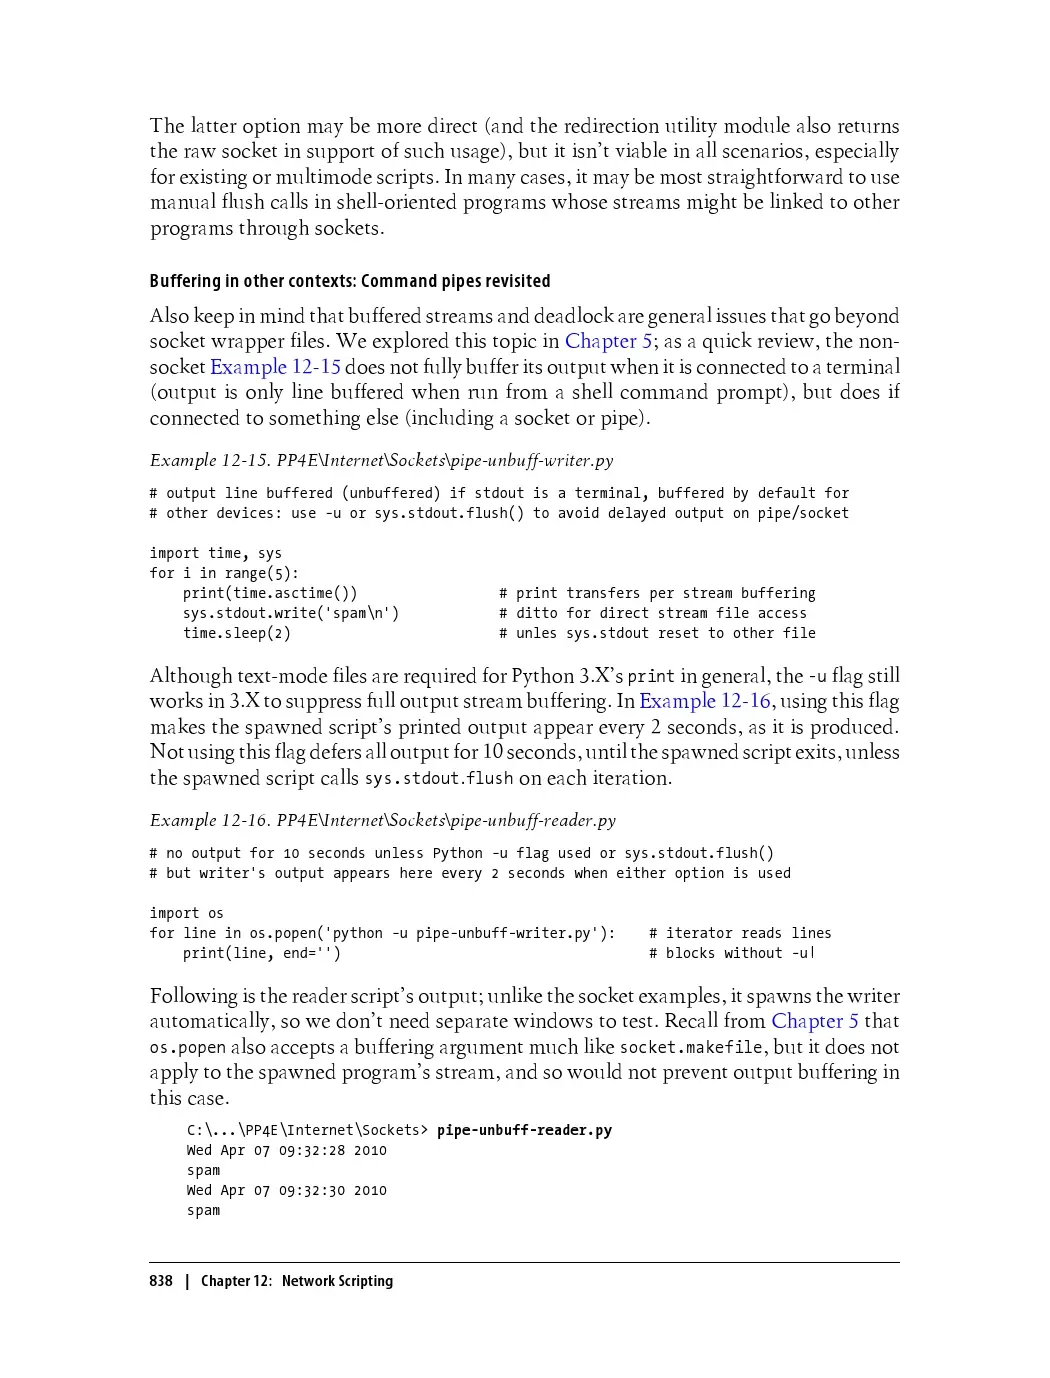 The latter option may be more direct (and the redirection utility module also returns
the raw socket in support of such usage), but it isn't viable in all scenarios, especially
for existing or multimode scripts. In many cases, it may be most straightforward to use
manual flush calls in shell-oriented programs whose streams might be linked to other
programs through sockets.
Buffering in other contexts: Command pipes revisited
Also keep in mind that buffered streams and deadlock are general issues that go beyond
socket wrapper files. We explored this topic in Chapter 5; as a quick review, the non-
socket Example 12-15 does not fully buffer its output when it is connected to a terminal
(output is only line buffered when run from a shell command prompt), but does if
connected to something else (including a socket or pipe).
Example 12-15. PP4E\Internet\Sockets\pipe-unbuff-writer.py
# output line buffered (unbuffered) if stdout is a terminal, buffered by default for
# other devices: use -u or sys.stdout.flush() to avoid delayed output on pipe/socket
import time, sys
for i in range(5):
    print(time.asctime())                 # print transfers per stream buffering
    sys.stdout.write('spam\n')            # ditto for direct stream file access
    time.sleep(2)                         # unles sys.stdout reset to other file
Although text-mode files are required for Python 3.X's print in general, the -u flag still
works in 3.X to suppress full output stream buffering. In Example 12-16, using this flag
makes the spawned script's printed output appear every 2 seconds, as it is produced.
Not using this flag defers all output for 10 seconds, until the spawned script exits, unless
the spawned script calls sys.stdout.flush on each iteration.
Example 12-16. PP4E\Internet\Sockets\pipe-unbuff-reader.py
# no output for 10 seconds unless Python -u flag used or sys.stdout.flush()
# but writer's output appears here every 2 seconds when either option is used
import os
for line in os.popen('python -u pipe-unbuff-writer.py'):    # iterator reads lines
    print(line, end='')                                     # blocks without -u|
Following is the reader script's output; unlike the socket examples, it spawns the writer
automatically, so we don't need separate windows to test. Recall from Chapter 5 that
os.popen also accepts a buffering argument much like socket.makefile, but it does not
apply to the spawned program's stream, and so would not prevent output buffering in
this case.
C:\...\PP4E\Internet\Sockets> pipe-unbuff-reader.py
Wed Apr 07 09:32:28 2010
spam
Wed Apr 07 09:32:30 2010
spam
838 | Chapter 12: Network Scripting